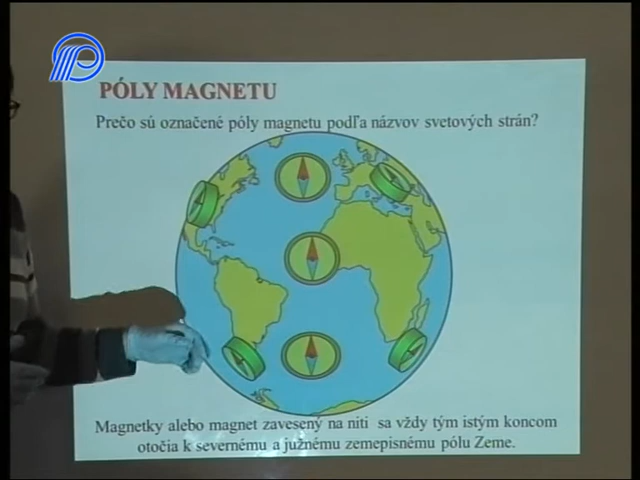 PÓLY MAGNETU
Prečo sú označené póly magnetu podľa názvov svetových strán?
Magnetky alebo magnet zavesený na niti sa vždy tým istým koncom
otočia k severnému a južnému zemepisnému pólu Zeme.